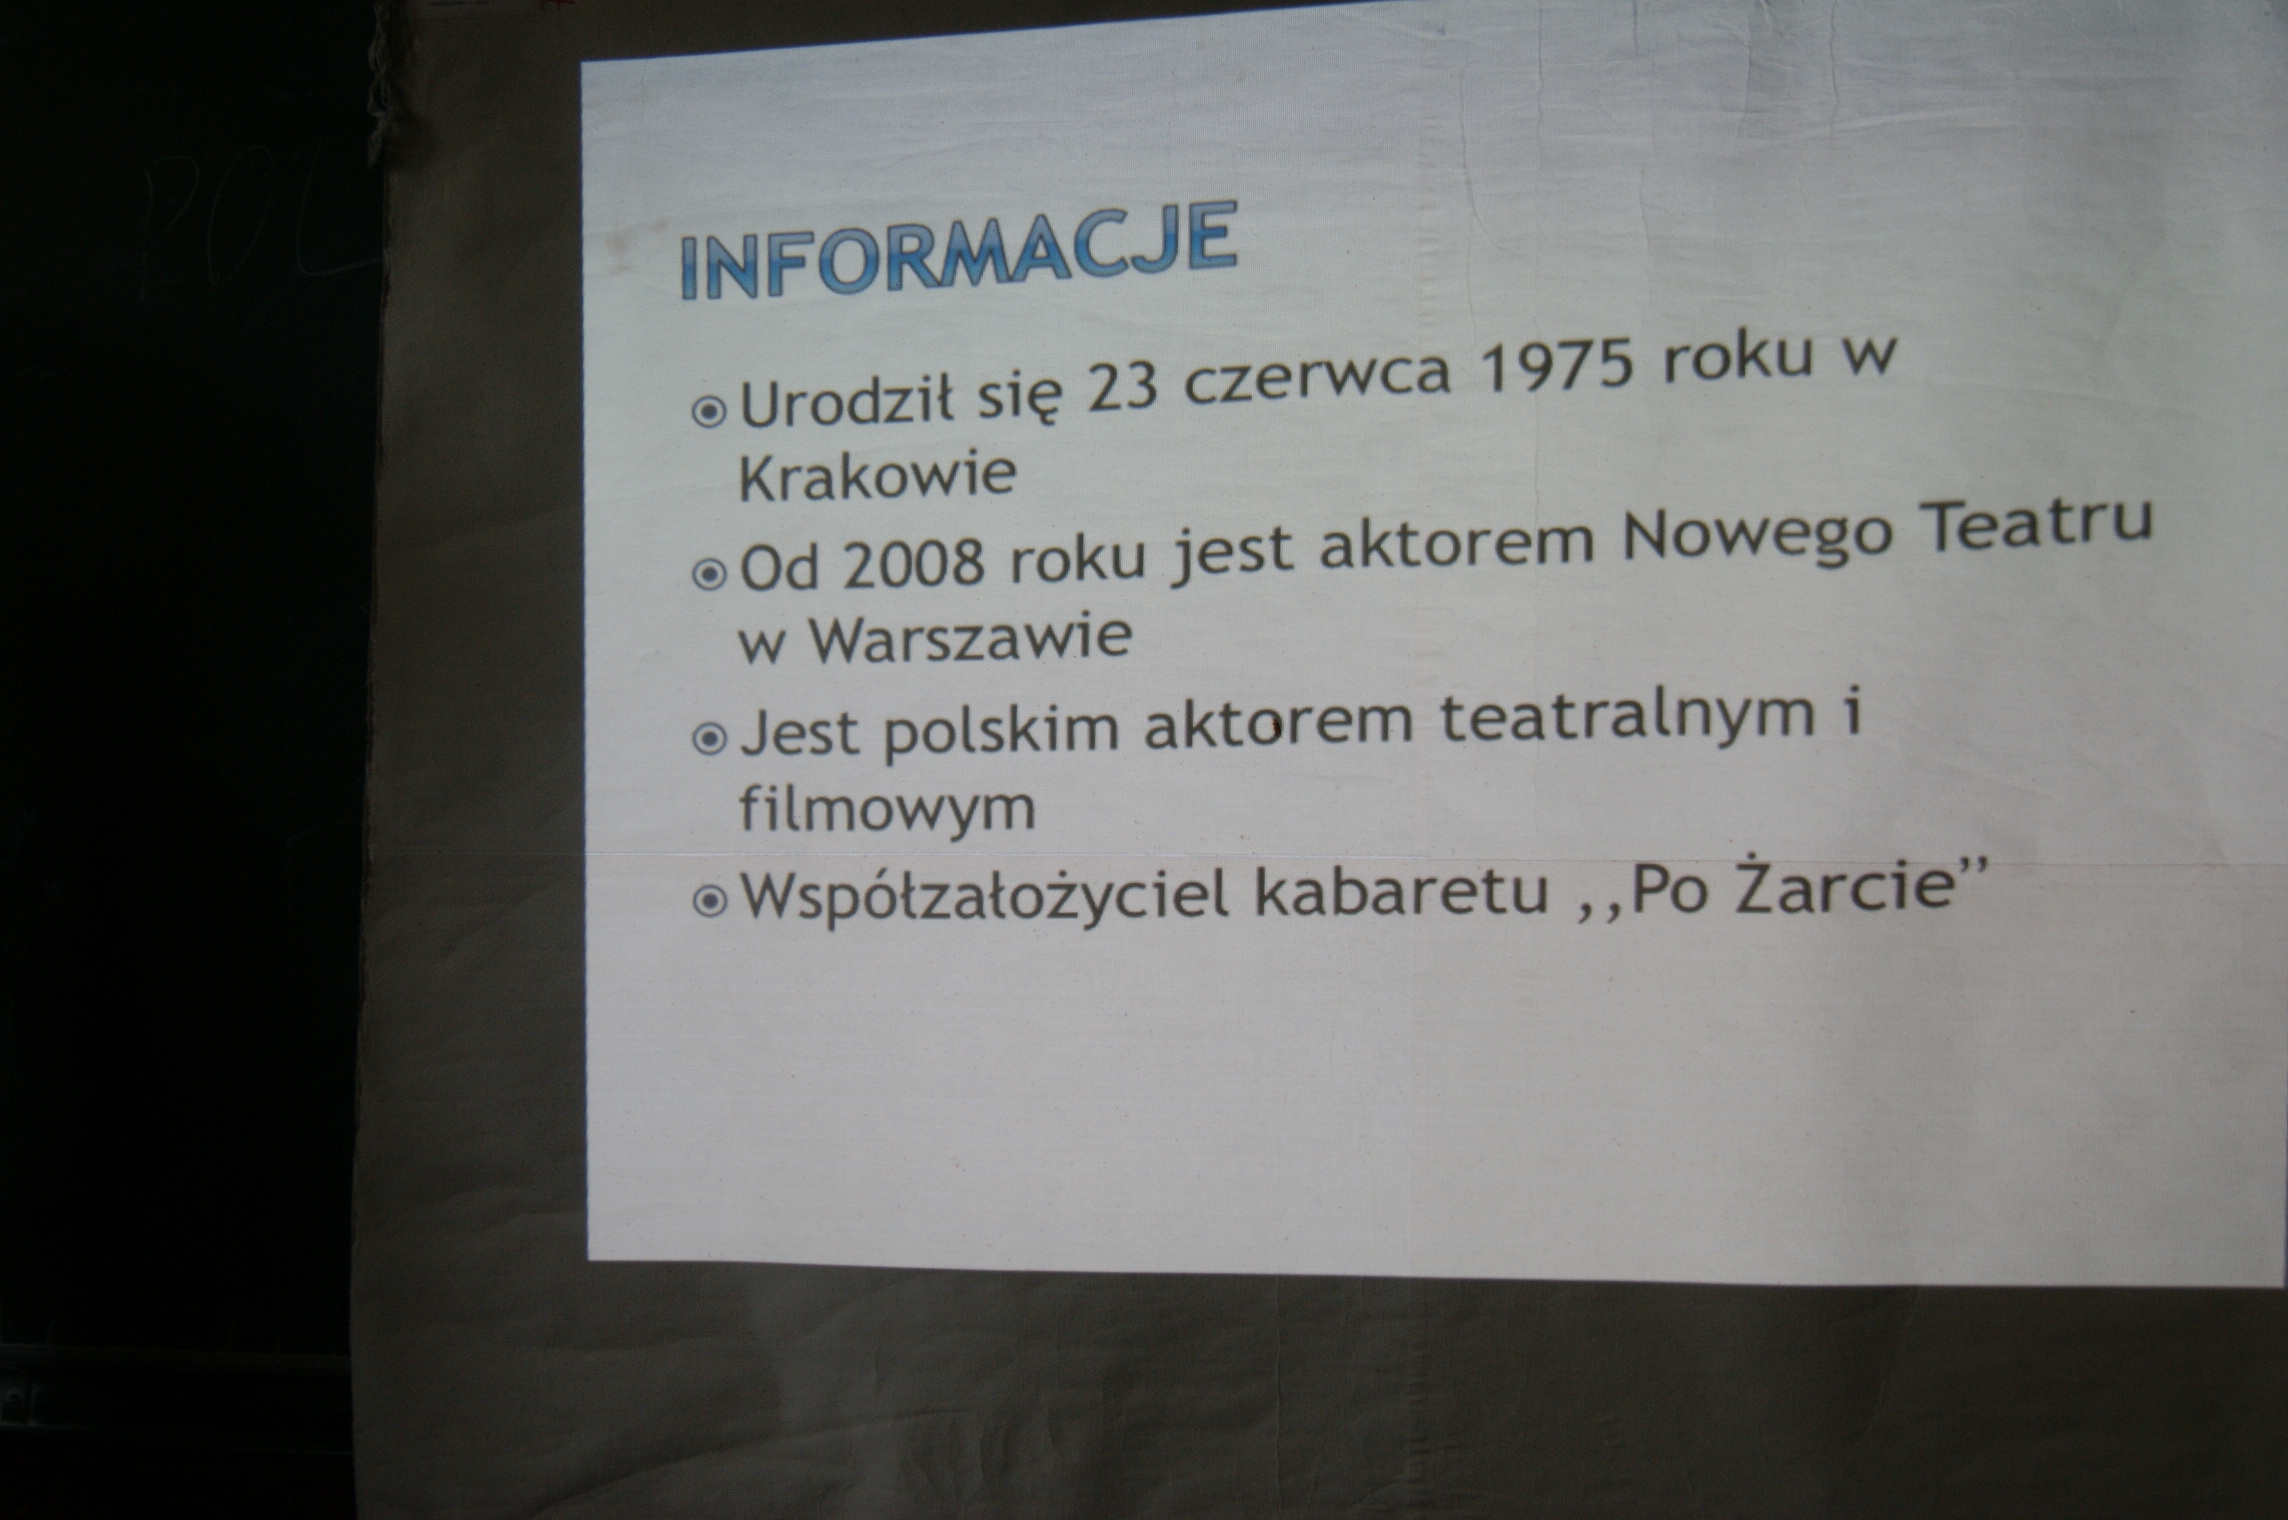 POL
INFORMACJE
Urodził się 23 czerwca 1975 roku w
Krakowie
Od 2008 roku jest aktorem Nowego Teatru
w Warszawie
Jest polskim aktorem teatralnym i
filmowym
Współzałożyciel kabaretu ,,Po Żarcie”